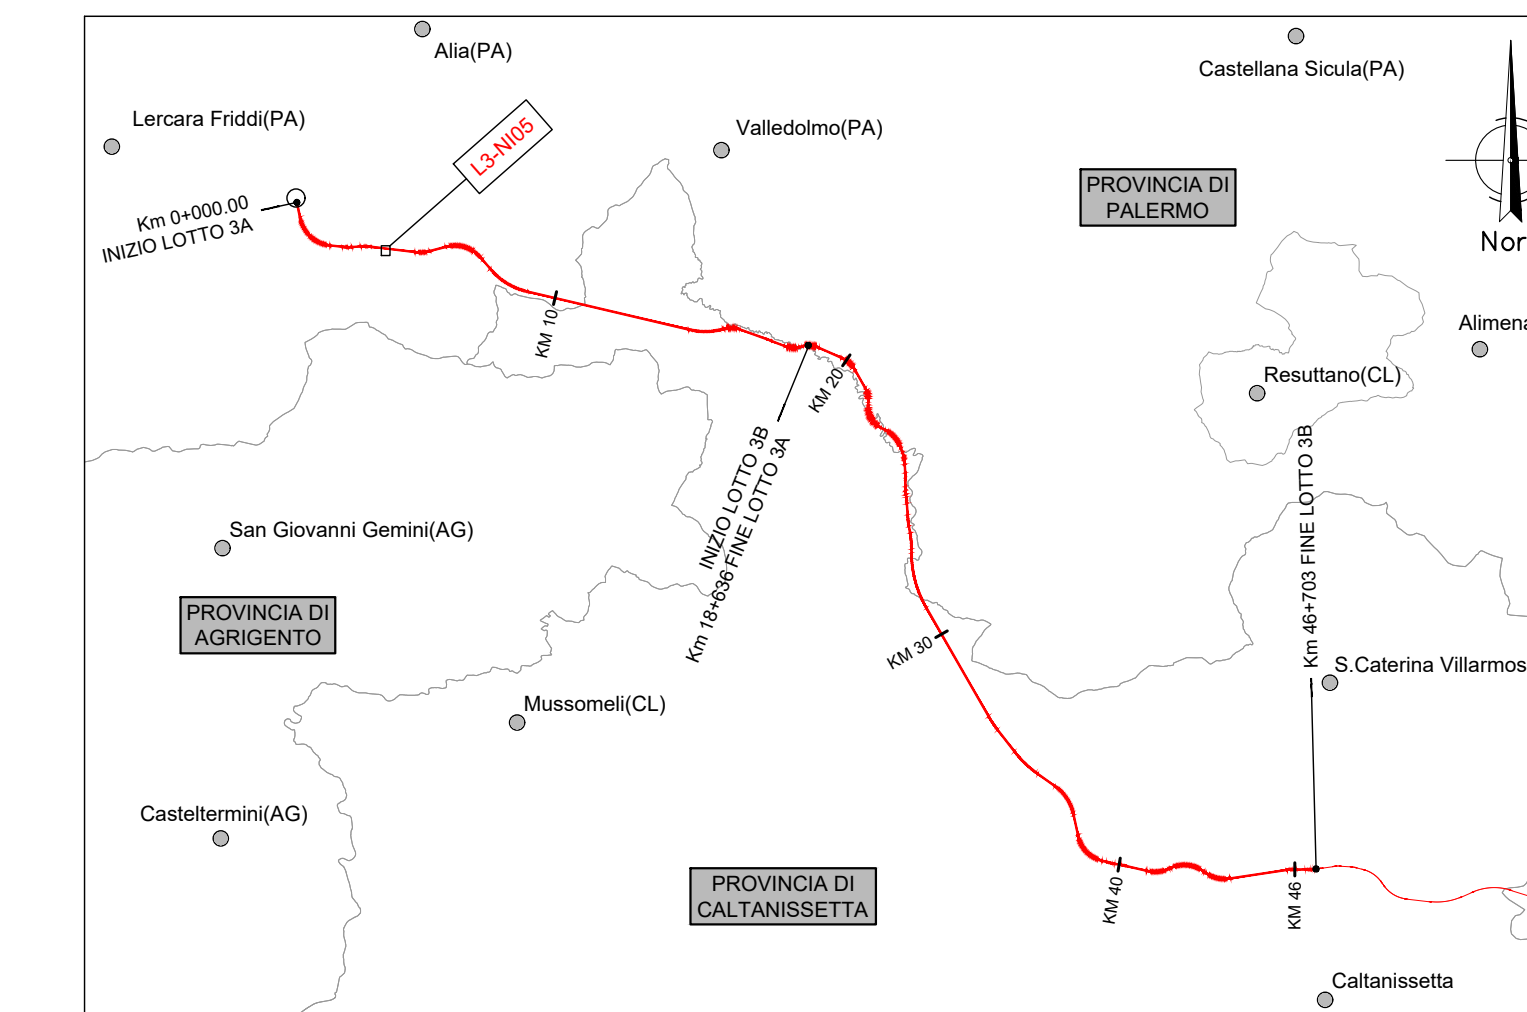 Alia(PA)
Castellana Sicula(PA)
Lercara Friddi(PA)
Valledolmo(PA)
L3-NI05
PROVINCIA DI
PALERMO
Km 0+000.00
INIZIO LOTTO 3A
Nor
KM 10
Alimena
KM 20
Resuttano(CL)
INIZIO LOTTO 3B
Km 18+636 FINE LOTTO 3A
Km 46+703 FINE LOTTO 3B
San Giovanni Gemini(AG)
PROVINCIA DI
AGRIGENTO
KM 30
S.Caterina Villarmos
Mussomeli(CL)
Casteltermini(AG)
PROVINCIA DI
CALTANISSETTA
KM 40
KM 46
Caltanissetta